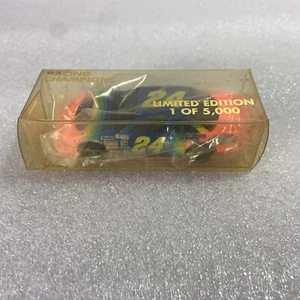 RACING
CHAMPIONS
24
LIMITED EDITION
1 OF 5,000
24